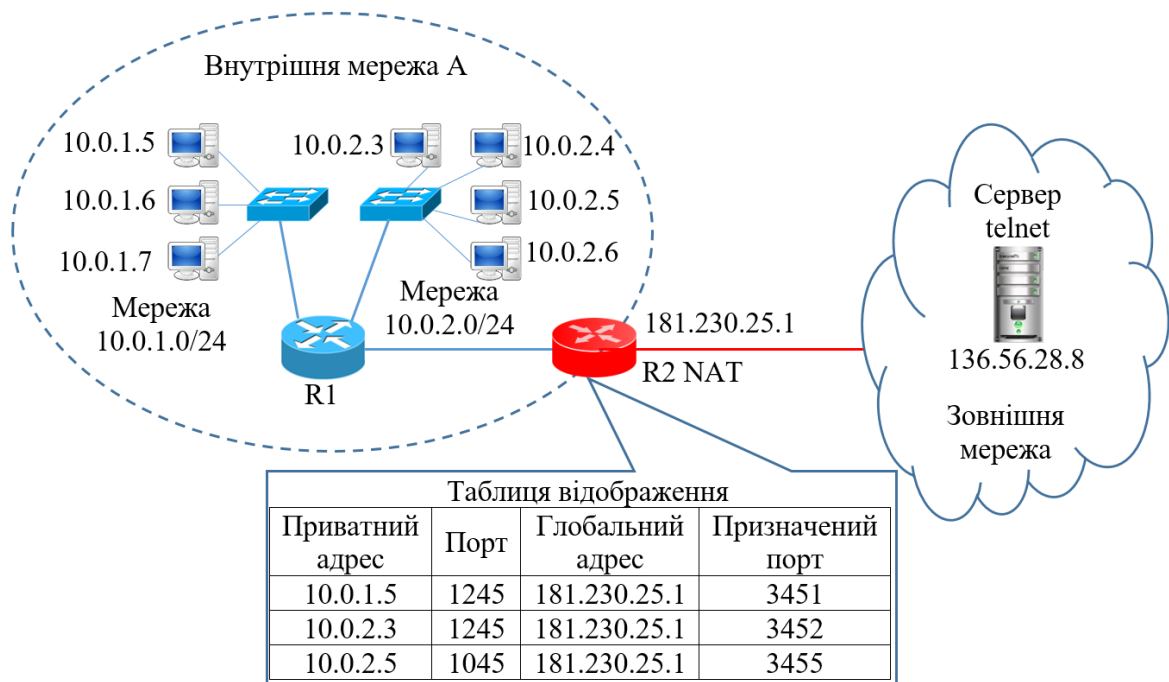 Внутрішня мережа А
10.0.1.5
10.0.2.3
10.0.2.4
10.0.1.6
10.0.2.5
10.0.1.7
10.0.2.6
Мережа
10.0.1.0/24
Мережа
10.0.2.0/24
R1
181.230.25.1
R2 NAT
Сервер
telnet
136.56.28.8
Зовнішня
мережа
Таблиця відображення
Приватний адрес Порт Глобальний адрес Призначений порт
10.0.1.5 1245 181.230.25.1 3451
10.0.2.3 1245 181.230.25.1 3452
10.0.2.5 1045 181.230.25.1 3455